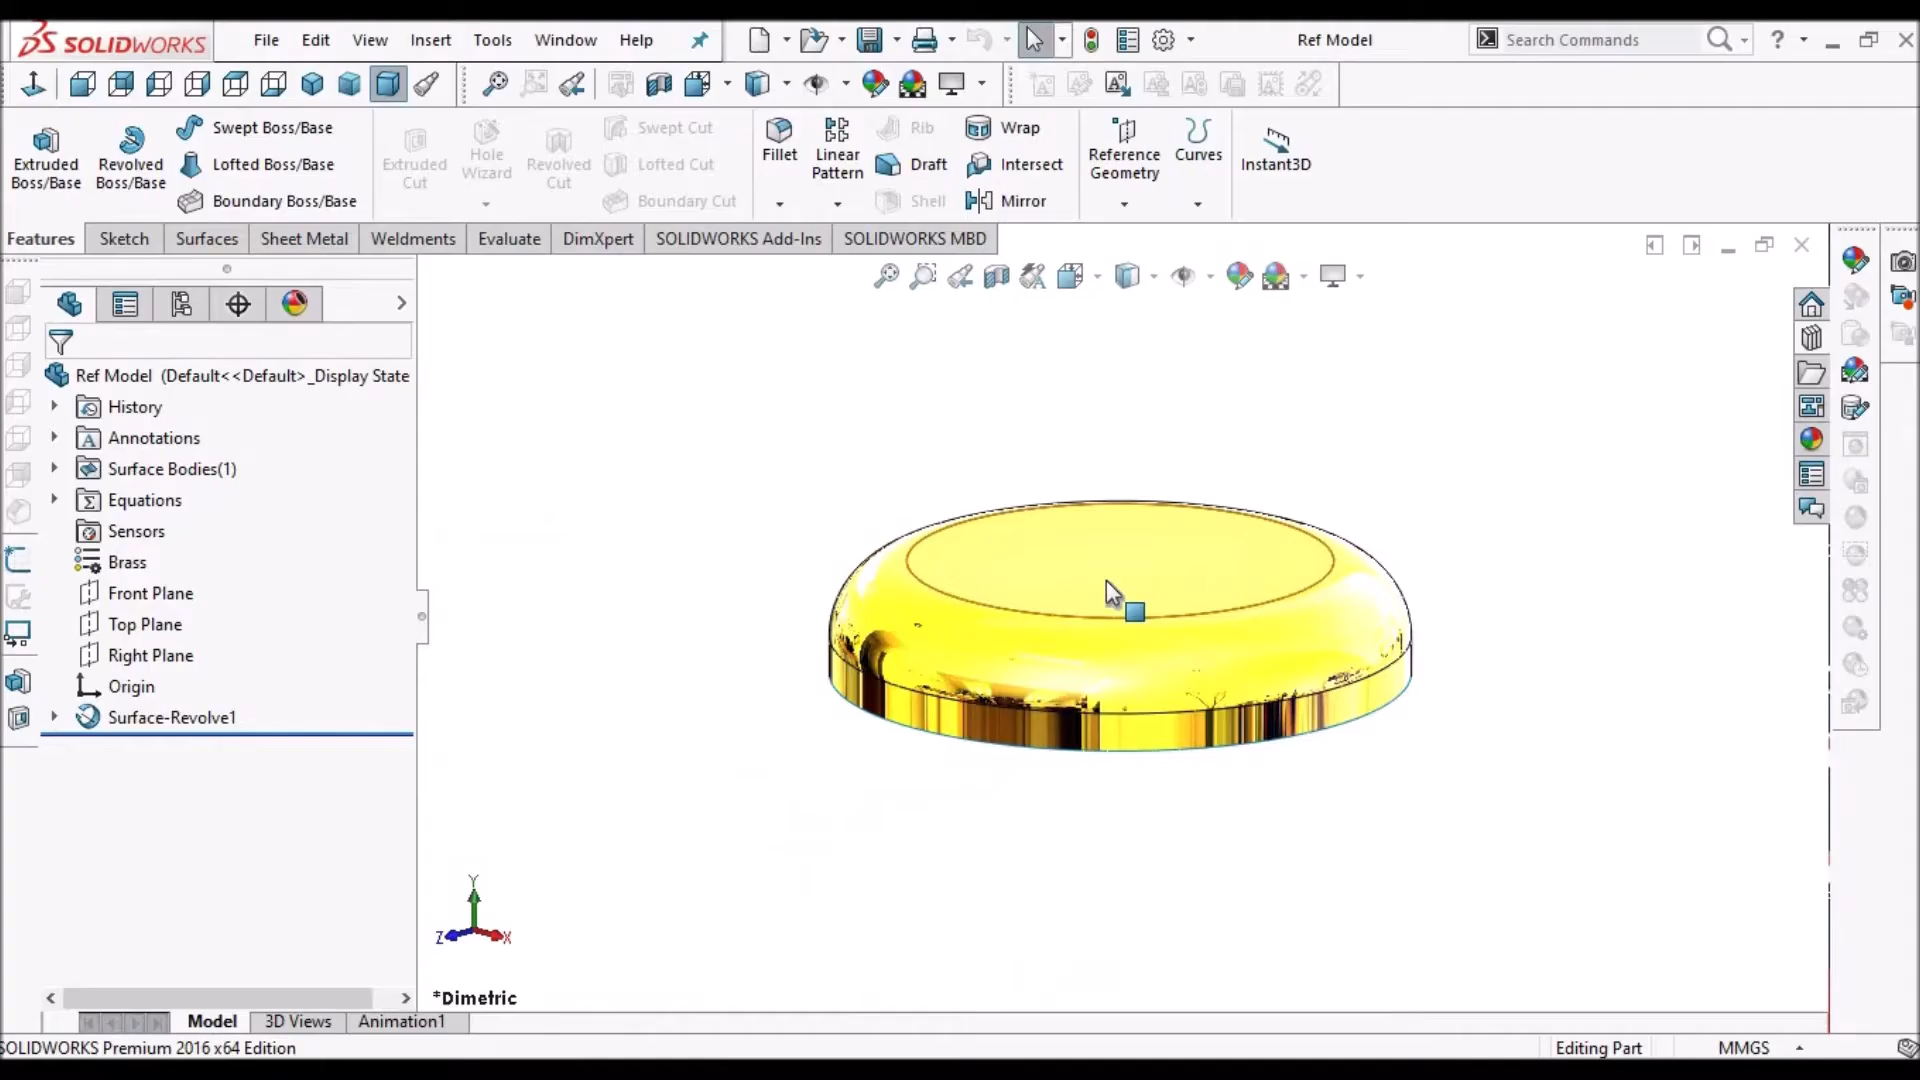 SOLIDWORKS File Edit View Insert Tools Window Help Ref Model Search Commands ?
Extruded Boss/Base
Revolved Boss/Base
Swept Boss/Base
Lofted Boss/Base
Boundary Boss/Base
Extruded Cut
Hole Wizard
Revolved Cut
Swept Cut
Lofted Cut
Boundary Cut
Fillet
Linear Pattern
Rib
Draft
Shell
Wrap
Intersect
Mirror
Reference Geometry
Curves
Instant3D
Features Sketch Surfaces Sheet Metal Weldments Evaluate DimXpert SOLIDWORKS Add-Ins SOLIDWORKS MBD
Ref Model (Default<<Default>_Display State
History
Annotations
Surface Bodies(1)
Equations
Sensors
Brass
Front Plane
Top Plane
Right Plane
Origin
Surface-Revolve1
Y
Z X
*Dimetric
Model 3D Views Animation1
SOLIDWORKS Premium 2016 x64 Edition Editing Part MMGS